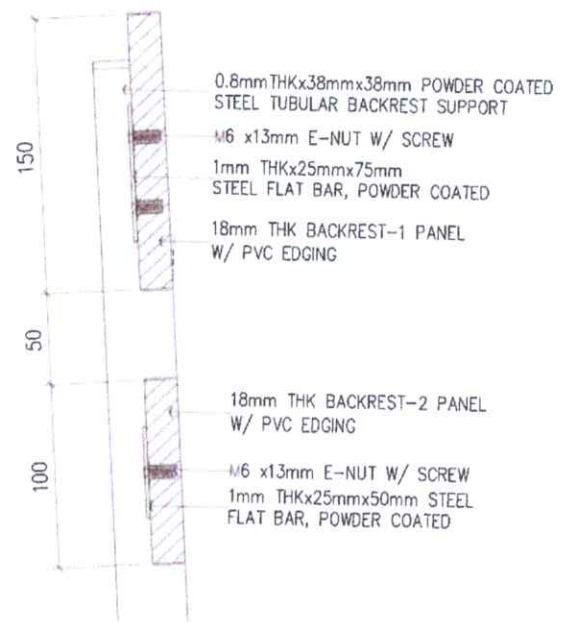 150
0.8mmTHKx38mmx38mm POWDER COATED
STEEL TUBULAR BACKREST SUPPORT
M6 x13mm E-NUT W/ SCREW
1mm THKx25mmx75mm
STEEL FLAT BAR, POWDER COATED
18mm THK BACKREST-1 PANEL
W/ PVC EDGING
50
100
18mm THK BACKREST-2 PANEL
W/ PVC EDGING
M6 x13mm E-NUT W/ SCREW
1mm THKx25mmx50mm STEEL
FLAT BAR, POWDER COATED